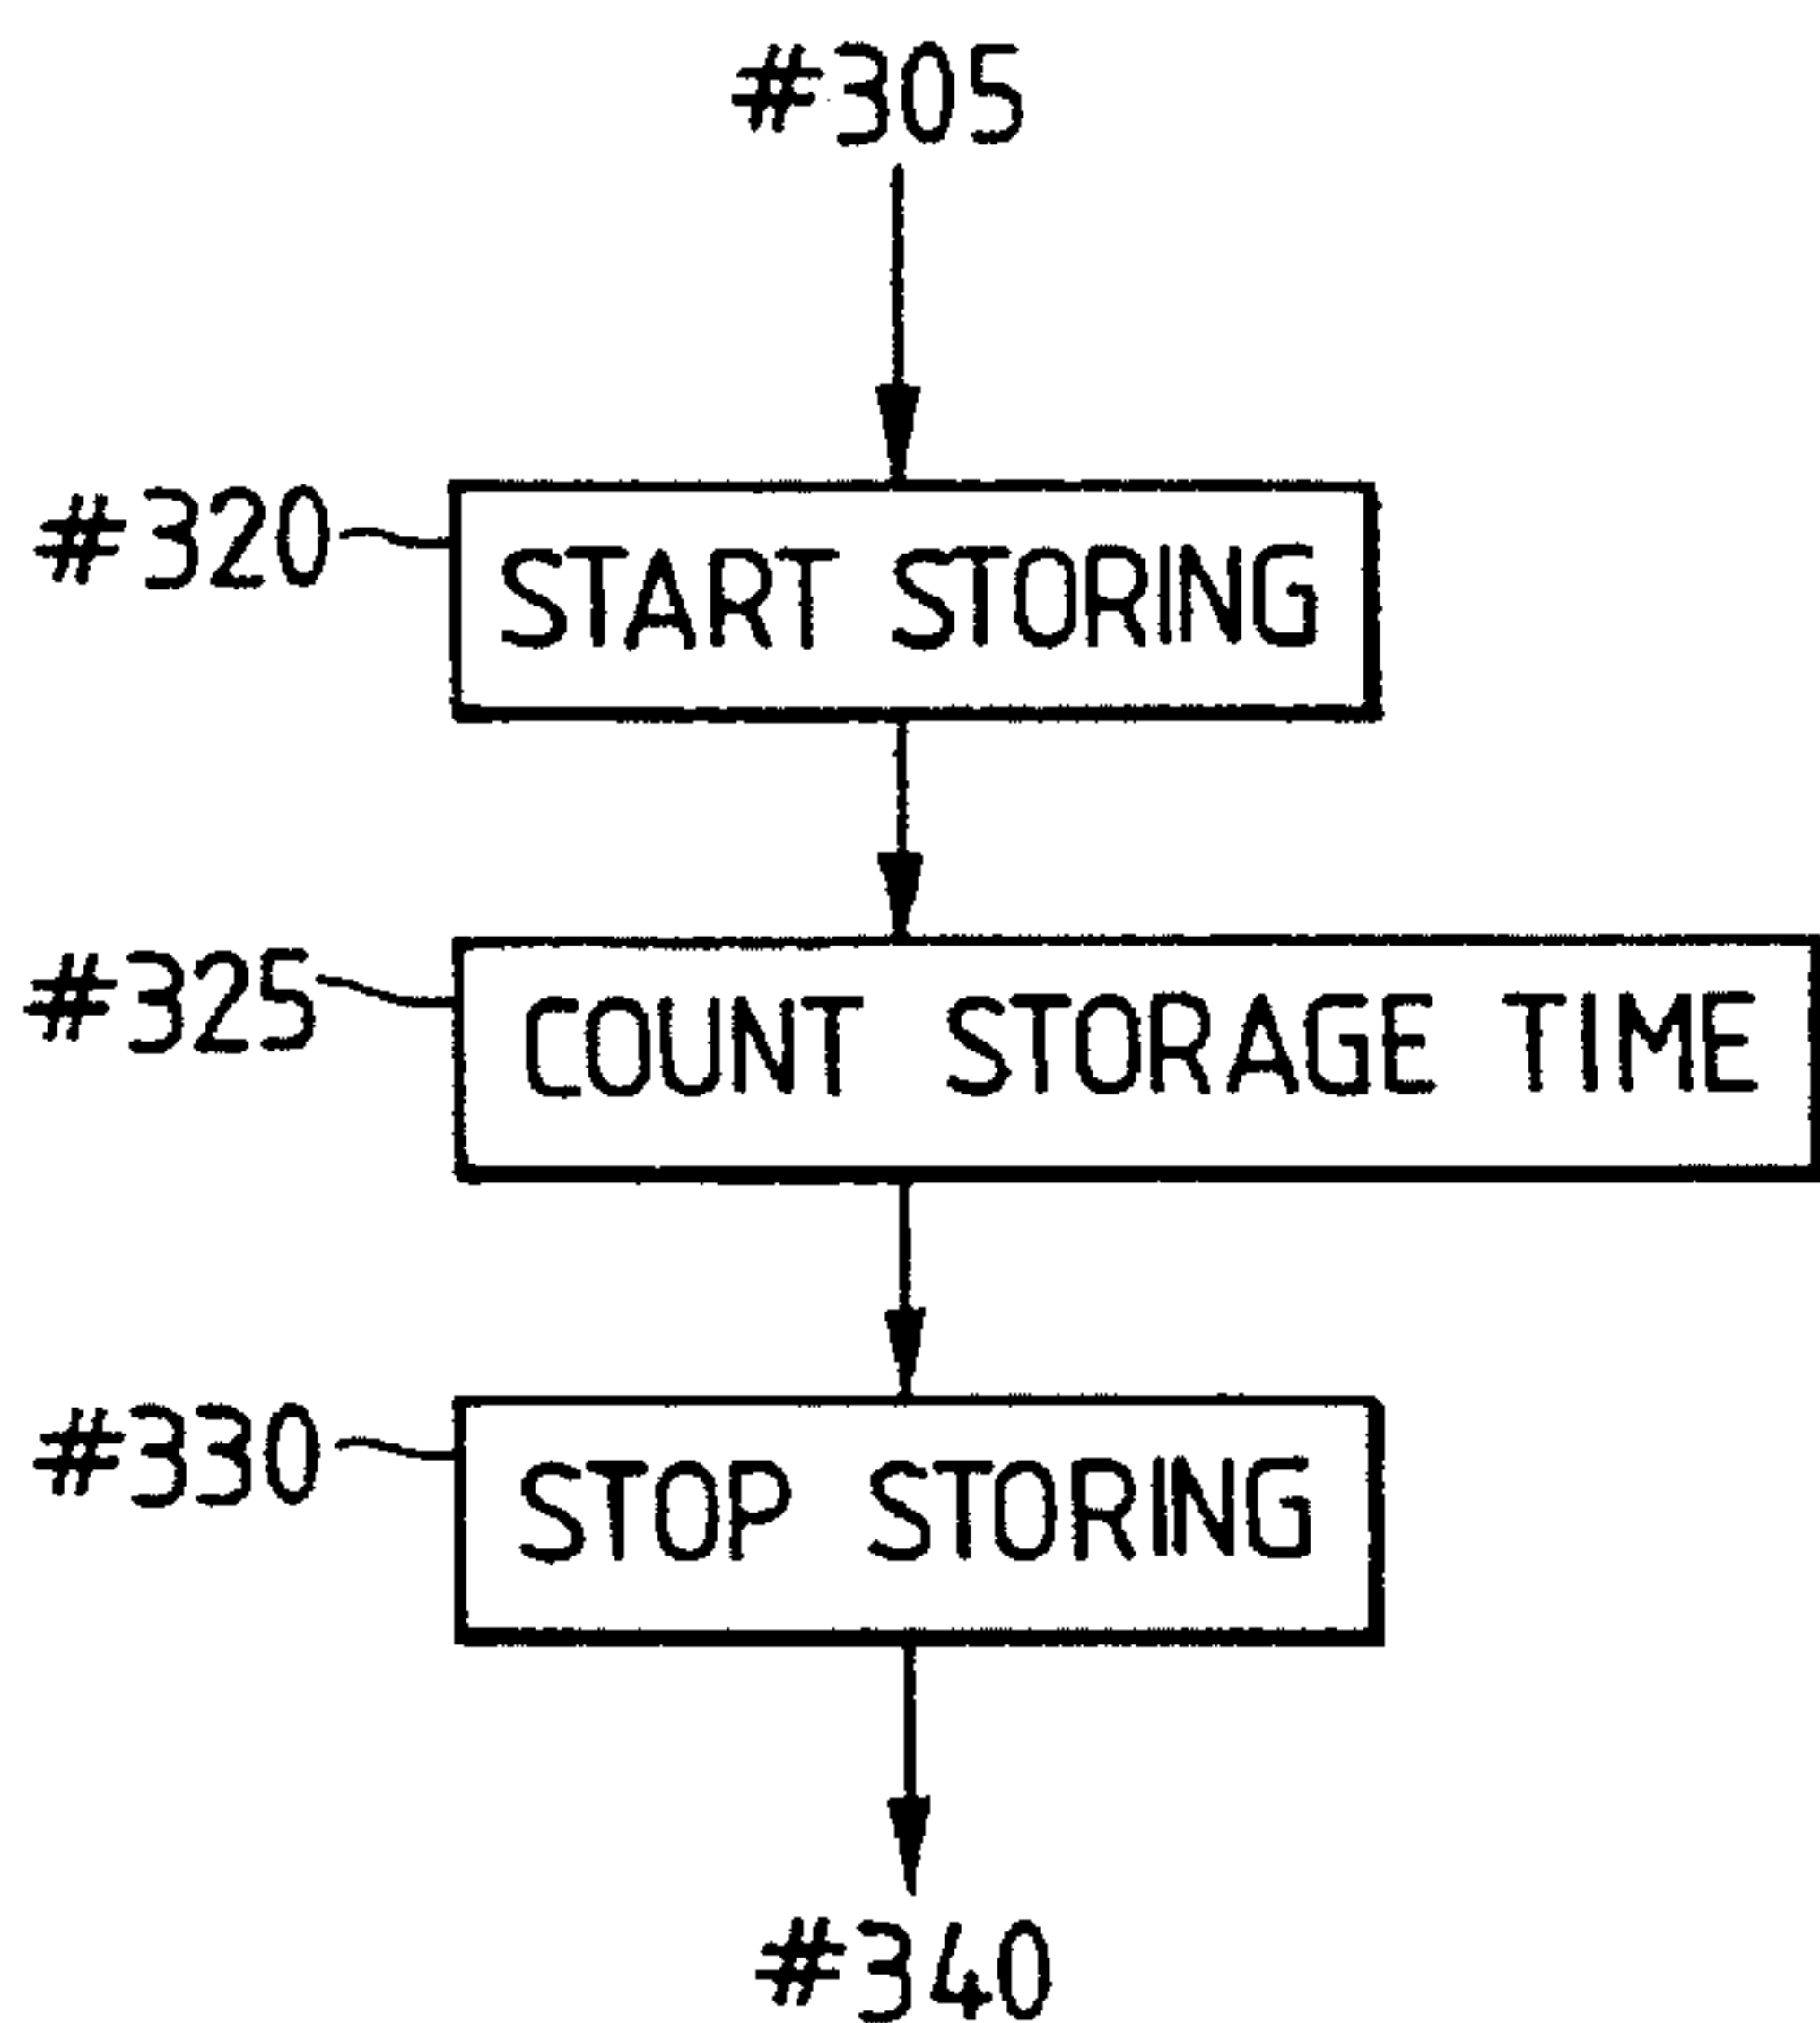 #305
#320
START STORING
#325
COUNT STORAGE TIME
#330
STOP STORING
#340